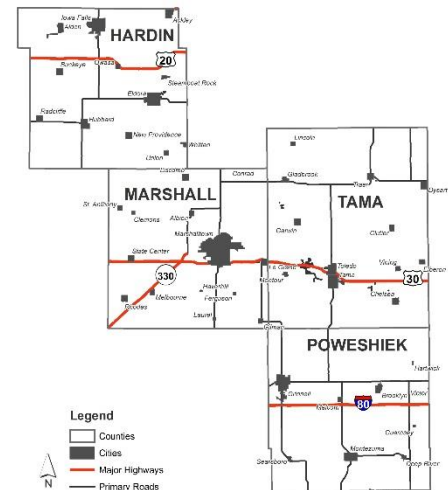 Iowa Falls
Ackley
Alden
HARDIN
20
Buckeye
Owasa
Steamboat Rock
Eldora
Radcliffe
Hubbard
New Providence
Whitten
Union
Lincoln
Liscomb
Conrad
Gladbrook
Traer
Dysart
MARSHALL
TAMA
St. Anthony
Clemons
Albion
Marshalltown
Garwin
Clutier
State Center
330
Le Grand
Toledo
Tama
Vining
Elberon
30
Montour
Chelsea
Melbourne
Haverhill
Ferguson
Rhodes
Laurel
Gilman
POWESHIEK
Hartwick
Grinnell
Brooklyn
Victor
80
Malcom
Guernsey
Searsboro
Montezuma
Deep River
Legend
Counties
Cities
Major Highways
Primary Roads
N